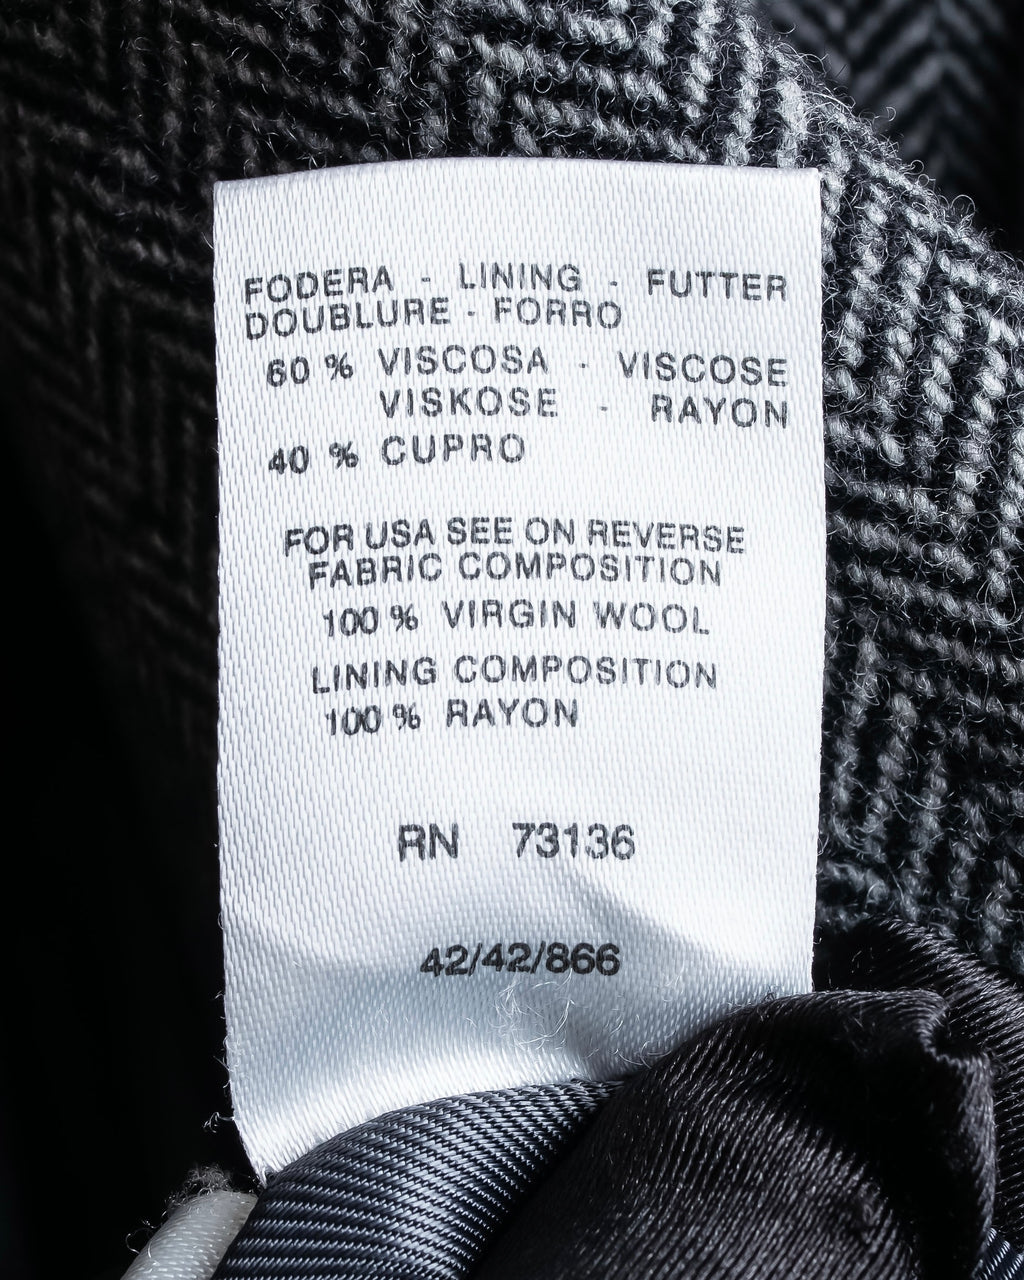 FODERA - LINING - FUTTER
DOUBLURE - FORRO
60 % VISCOSA - VISCOSE
VISKOSE - RAYON
40 % CUPRO
FOR USA SEE ON REVERSE
FABRIC COMPOSITION
100 % VIRGIN WOOL
LINING COMPOSITION
100 % RAYON
RN 73136
42/42/866